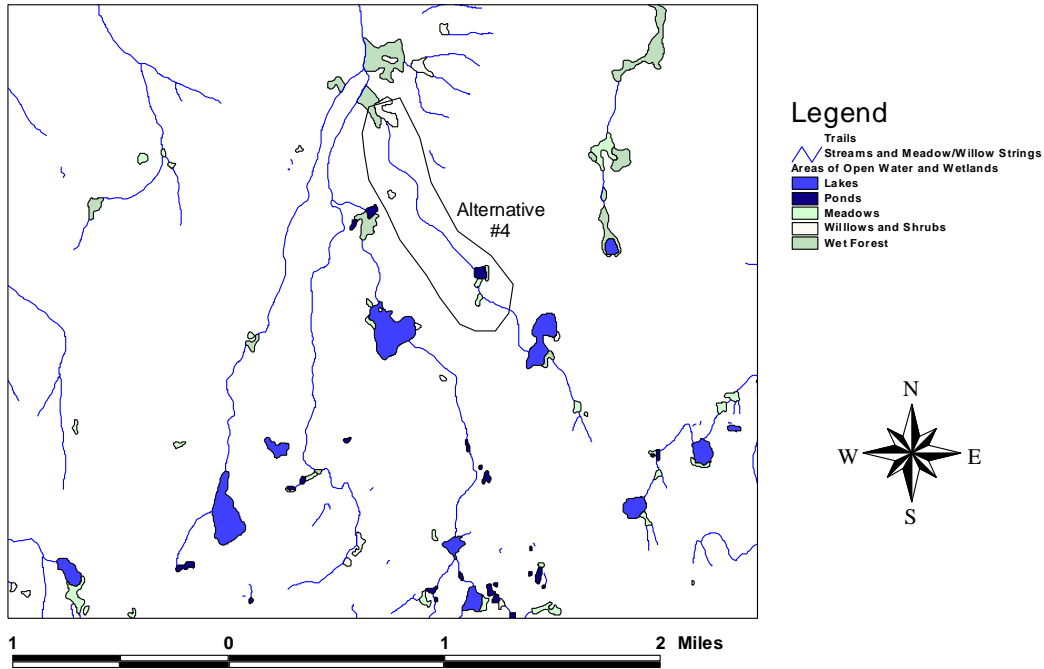 Alternative
#4
Legend
Trails
Streams and Meadow/Willow Strings
Areas of Open Water and Wetlands
Lakes
Ponds
Meadows
Willlows and Shrubs
Wet Forest
N
W E
S
1 0 1 2 Miles